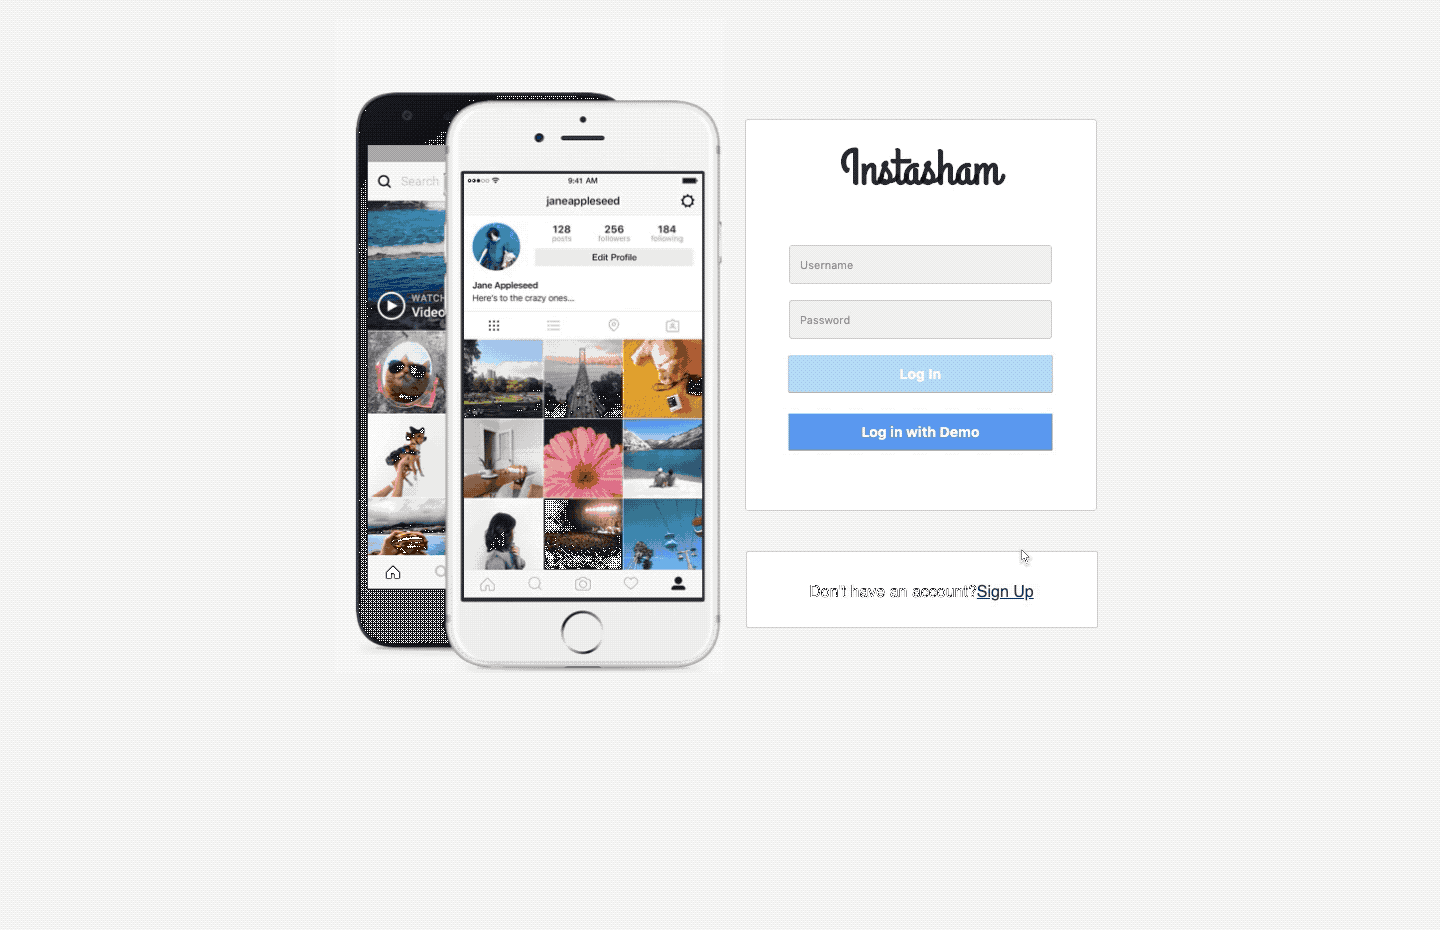 Search
WATCH
Video
9:41 AM
janeappleseed
128
posts
256
followers
184
following
Edit Profile
Jane Appleseed
Here's to the crazy ones...
Instasham
Username
Password
Log In
Log in with Demo
Don't have an account?Sign Up